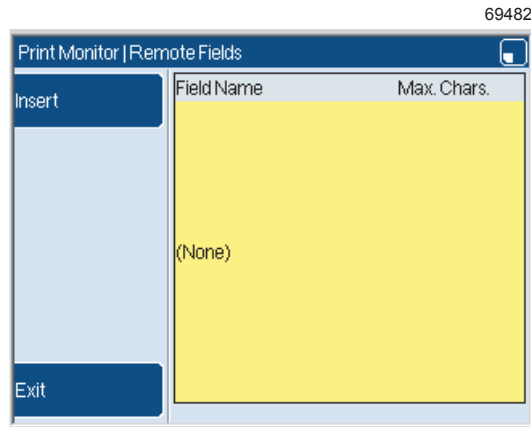 69482
Print Monitor | Remote Fields
Insert
Field Name Max. Chars.
(None)
Exit